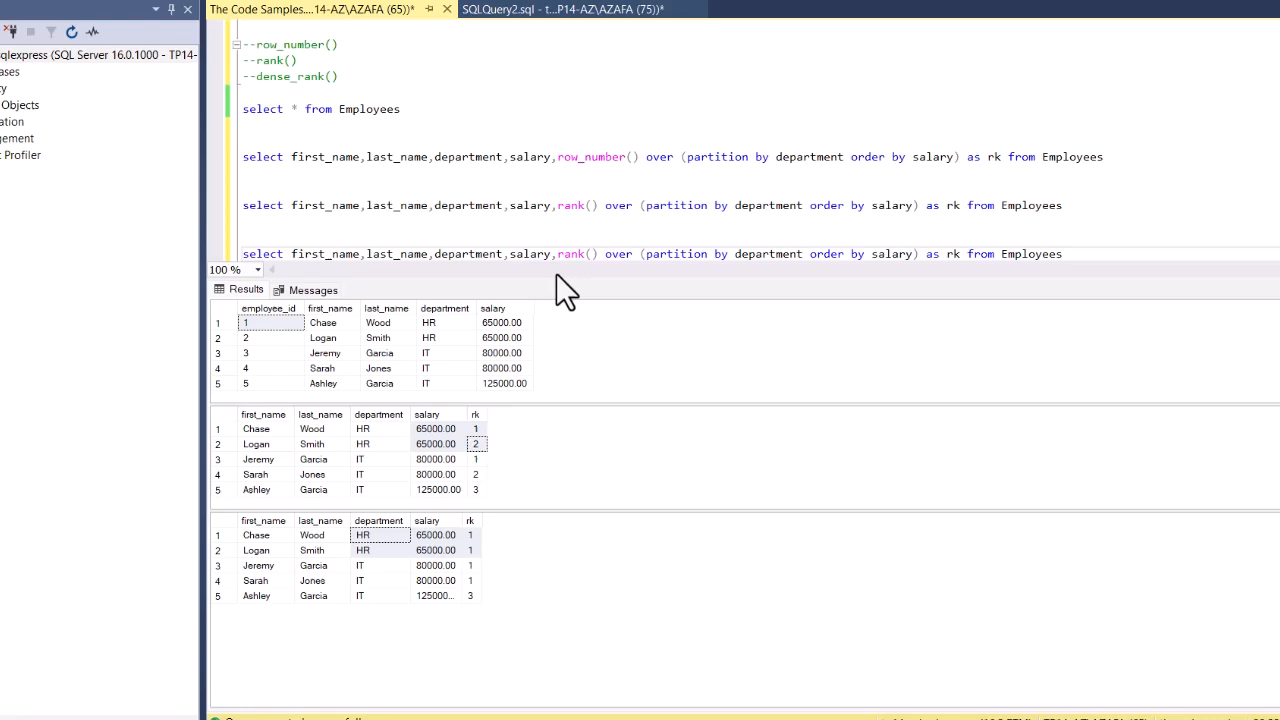 The Code Samples....14-AZ\AZAFA (65))* SQLQuery2.sql - t...P14-AZ\AZAFA (75))*
sqlexpress (SQL Server 16.0.1000 - TP14-
ases
cy
Objects
ation
gement
t Profiler
--row_number()
--rank()
--dense_rank()
select * from Employees
select first_name,last_name,department,salary,row_number() over (partition by department order by salary) as rk from Employees
select first_name,last_name,department,salary,rank() over (partition by department order by salary) as rk from Employees
select first_name,last_name,department,salary,rank() over (partition by department order by salary) as rk from Employees
100 %
Results Messages
employee_id first_name last_name department salary
1 1 Chase Wood HR 65000.00
2 2 Logan Smith HR 65000.00
3 3 Jeremy Garcia IT 80000.00
4 4 Sarah Jones IT 80000.00
5 5 Ashley Garcia IT 125000.00
first_name last_name department salary rk
1 Chase Wood HR 65000.00 1
2 Logan Smith HR 65000.00 2
3 Jeremy Garcia IT 80000.00 1
4 Sarah Jones IT 80000.00 2
5 Ashley Garcia IT 125000.00 3
first_name last_name department salary rk
1 Chase Wood HR 65000.00 1
2 Logan Smith HR 65000.00 1
3 Jeremy Garcia IT 80000.00 1
4 Sarah Jones IT 80000.00 1
5 Ashley Garcia IT 125000... 3